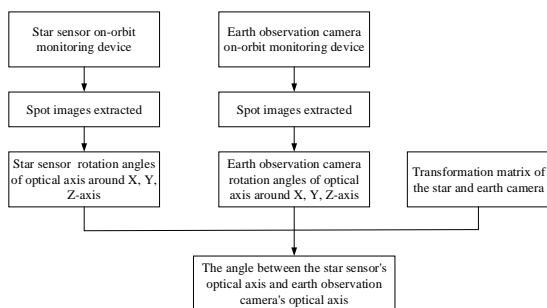 Star sensor on-orbit
monitoring device
Earth observation camera
on-orbit monitoring device
Spot images extracted
Spot images extracted
Star sensor rotation angles
of optical axis around X, Y,
Z-axis
Earth observation camera
rotation angles of optical
axis around X, Y, Z-axis
Transformation matrix of
the star and earth camera
The angle between the star sensor's
optical axis and earth observation
camera's optical axis